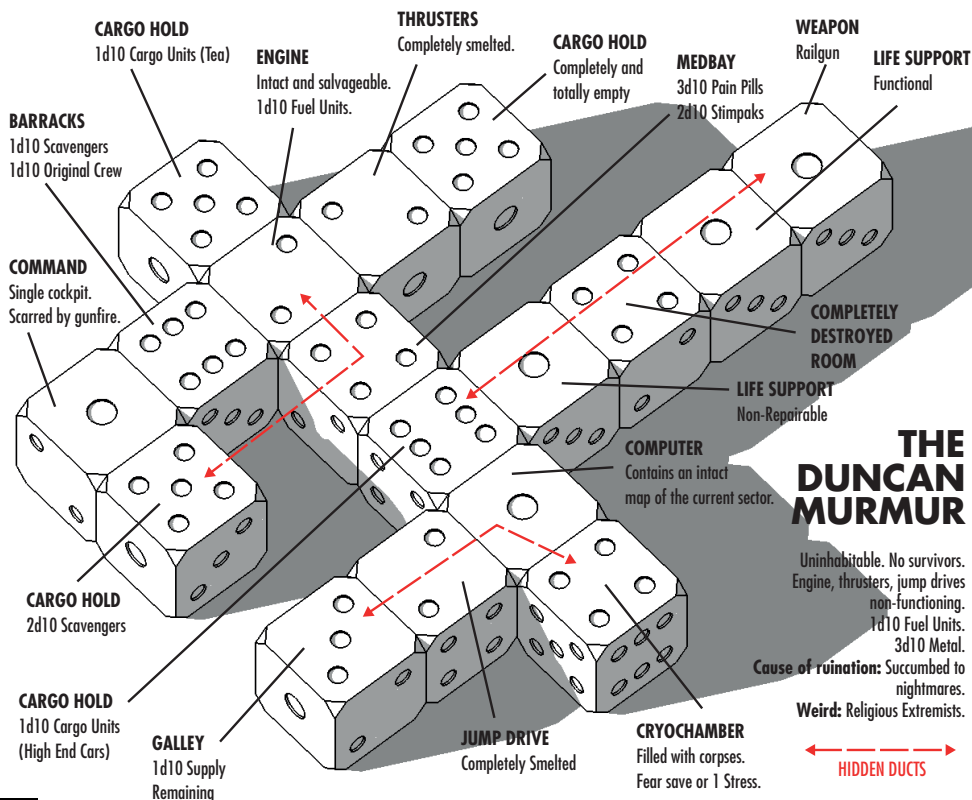 CARGO HOLD
1d10 Cargo Units (Tea)
THRUSTERS
Completely smelted.
ENGINE
Intact and salvageable.
1d10 Fuel Units.
CARGO HOLD
Completely and
totally empty
MEDBAY
3d10 Pain Pills
2d10 Stimpaks
WEAPON
Railgun
LIFE SUPPORT
Functional
BARRACKS
1d10 Scavengers
1d10 Original Crew
COMMAND
Single cockpit.
Scarred by gunfire.
COMPLETELY
DESTROYED
ROOM
LIFE SUPPORT
Non-Repairable
COMPUTER
Contains an intact
map of the current sector.
CARGO HOLD
2d10 Scavengers
CARGO HOLD
1d10 Cargo Units
(High End Cars)
GALLEY
1d10 Supply
Remaining
JUMP DRIVE
Completely Smelted
CRYOCHAMBER
Filled with corpses.
Fear save or 1 Stress.
THE
DUNCAN
MURMUR
Uninhabitable. No survivors.
Engine, thrusters, jump drives
non-functioning.
1d10 Fuel Units.
3d10 Metal.
Cause of ruination: Succumbed to
nightmares.
Weird: Religious Extremists.
HIDDEN DUCTS